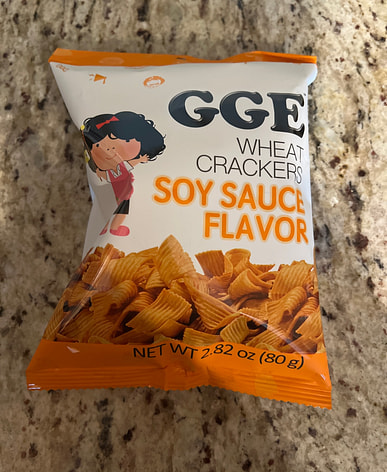 GGE
WHEAT
CRACKERS
SOY SAUCE
FLAVOR
NET WT 2.82 oz (80 g)